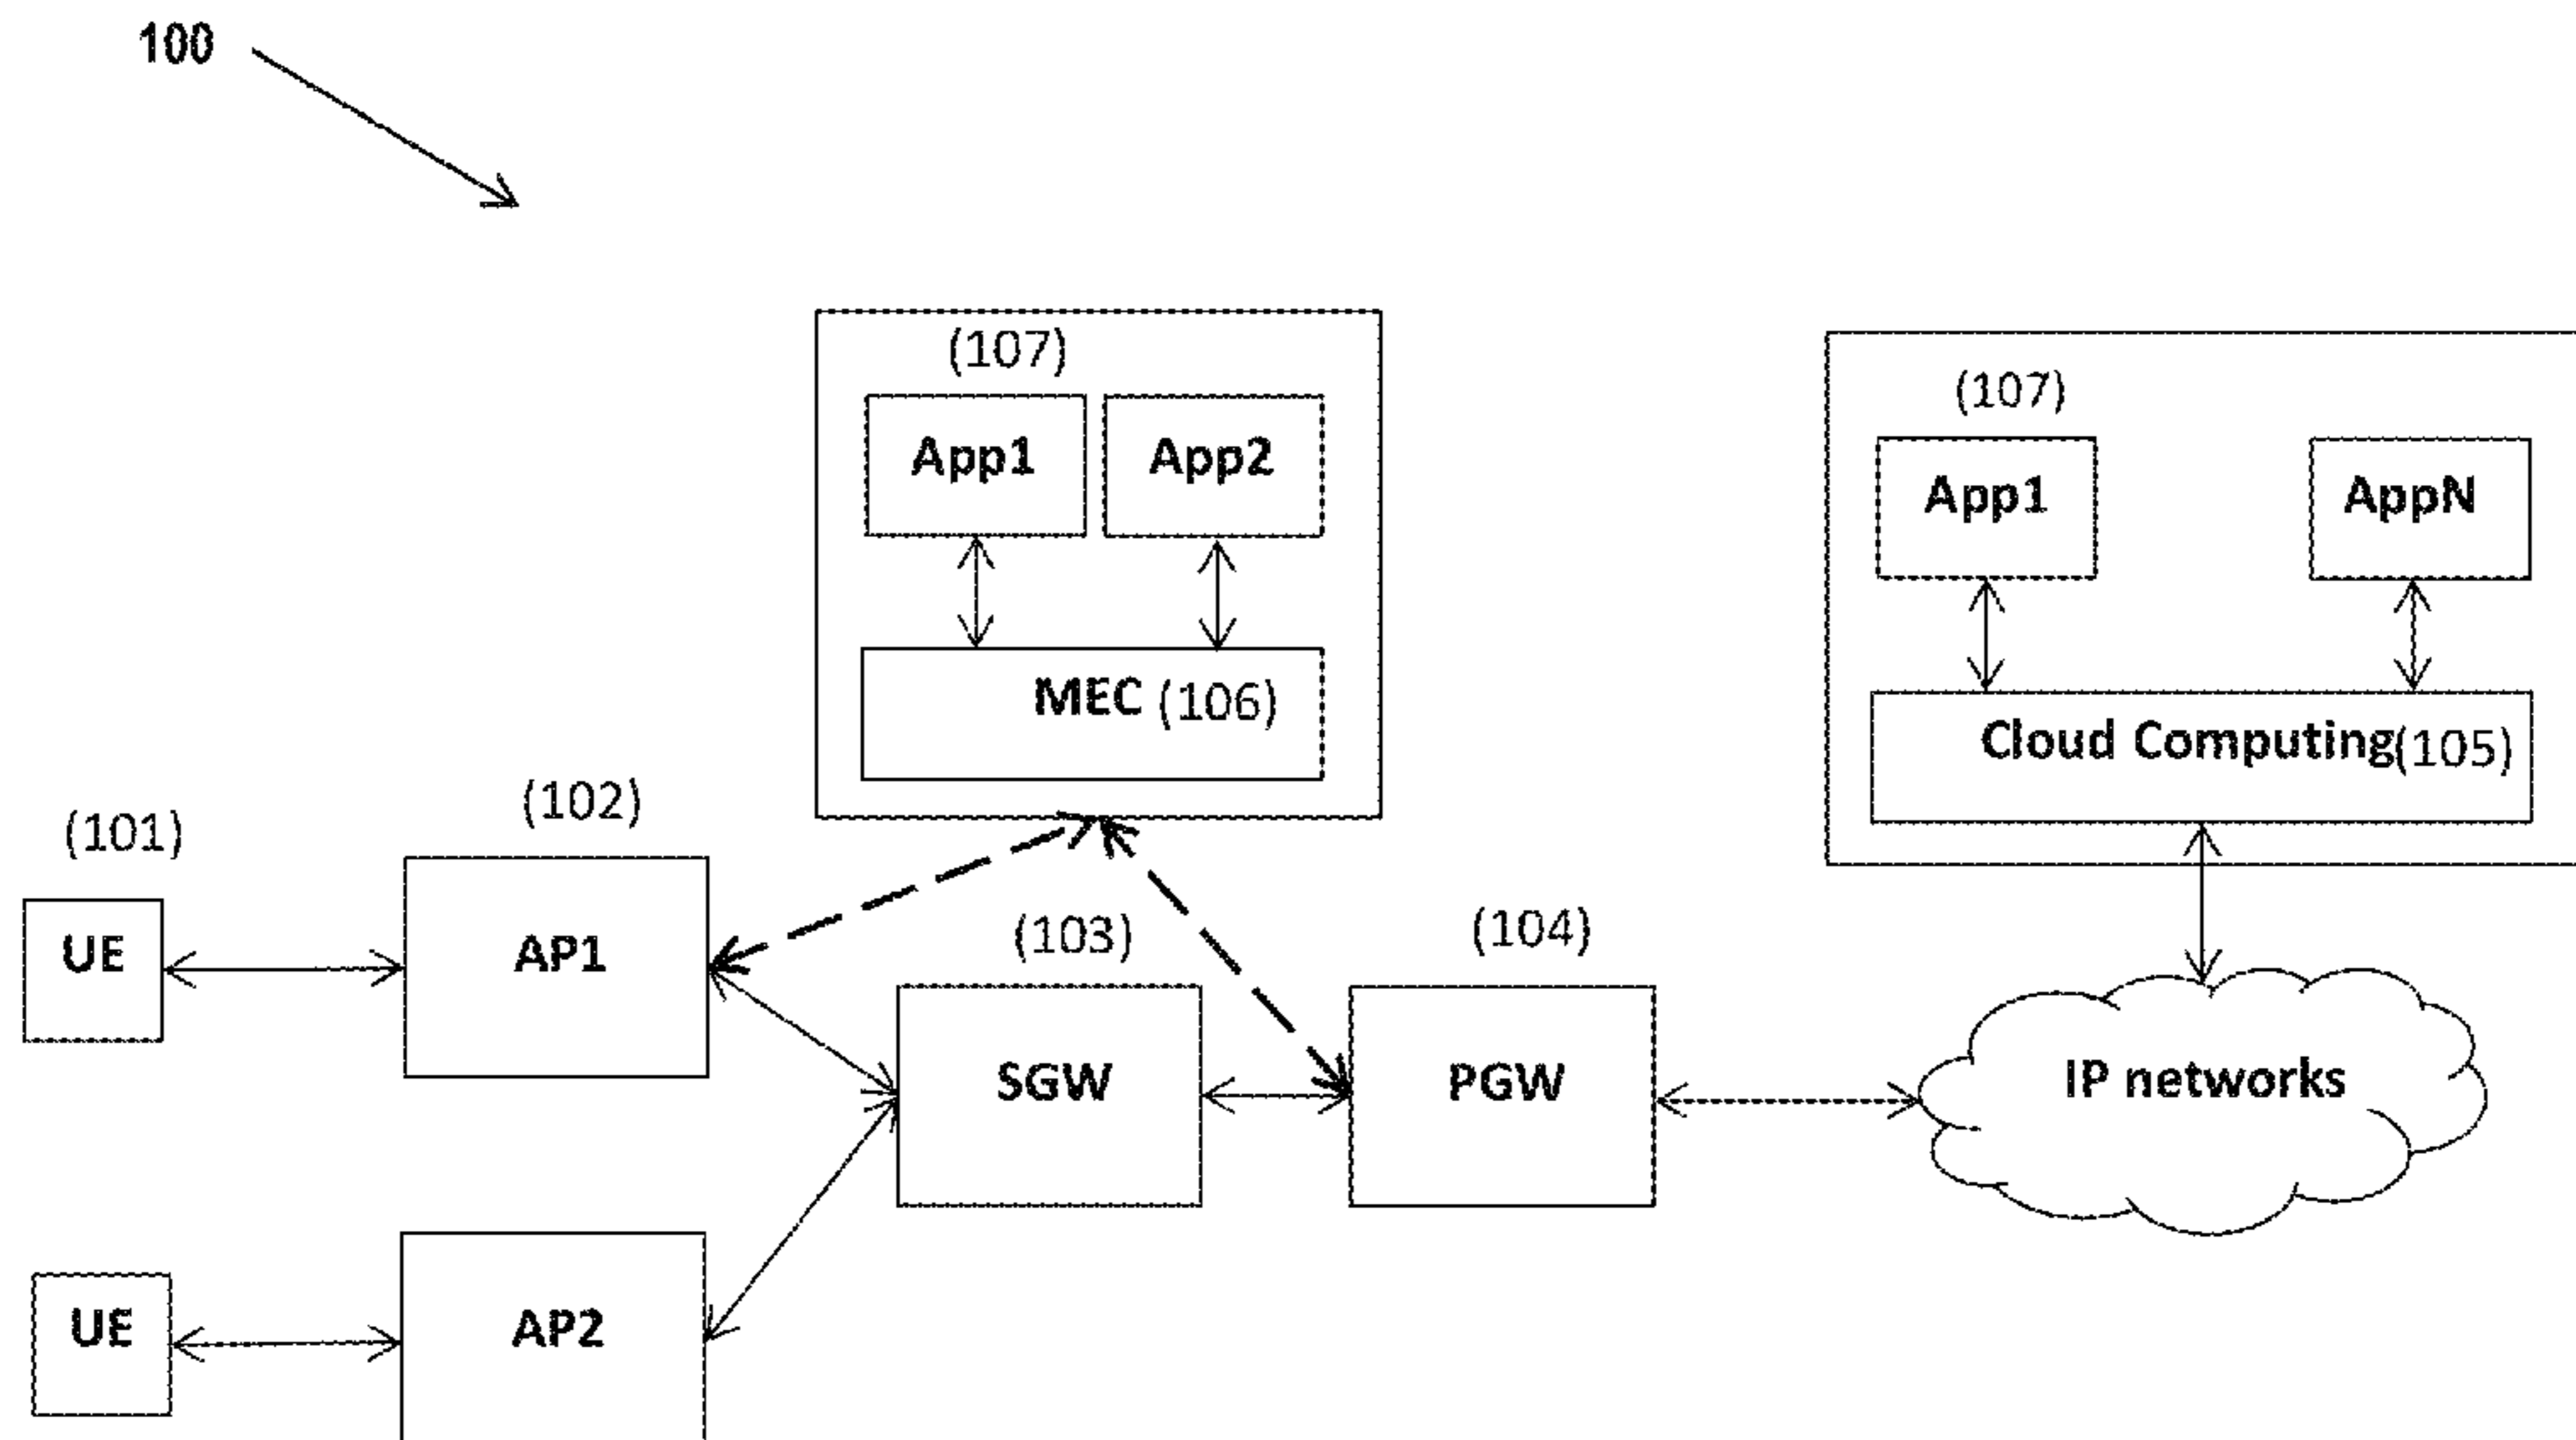 100
(107)
App1
App2
MEC (106)
(107)
App1
AppN
Cloud Computing(105)
(101)
UE
(102)
AP1
(103)
SGW
(104)
PGW
IP networks
UE
AP2